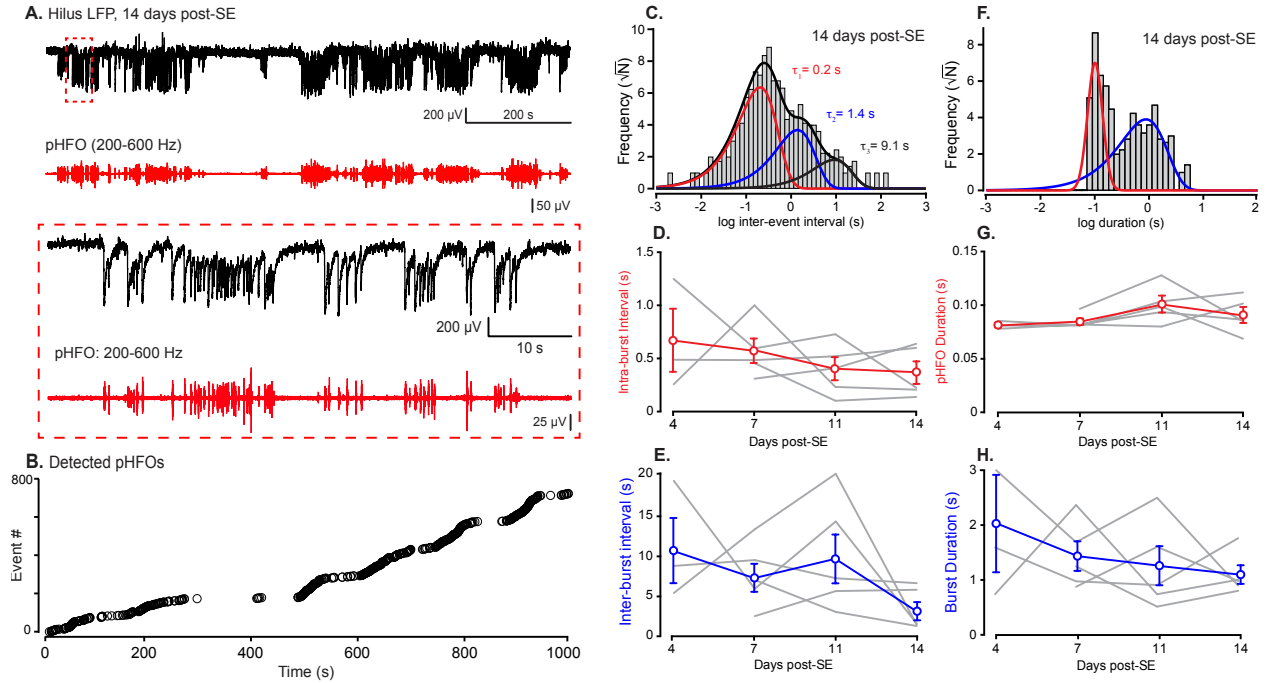 A. Hilus LFP, 14 days post-SE
200 µV
200 s
pHFO (200-600 Hz)
50 µV
200 µV
10 s
pHFO: 200-600 Hz
25 µV
B. Detected pHFOs
800
0
Event #
0 200 400 600 800 1000
Time (s)
C.
14 days post-SE
τ1= 0.2 s
τ2= 1.4 s
τ3= 9.1 s
Frequency (√N)
10
8
6
4
2
0
-3 -2 -1 0 1 2 3
log inter-event interval (s)
D.
Intra-burst Interval (s)
1.5
1.0
0.5
0
4 7 11 14
Days post-SE
E.
Inter-burst interval (s)
20
15
10
5
0
4 7 11 14
Days post-SE
F.
14 days post-SE
Frequency (√N)
10
8
6
4
2
0
-3 -2 -1 0 1 2
log duration (s)
G.
pHFO Duration (s)
0.15
0.10
0.05
0
4 7 11 14
Days post-SE
H.
Burst Duration (s)
3
2
1
0
4 7 11 14
Days post-SE